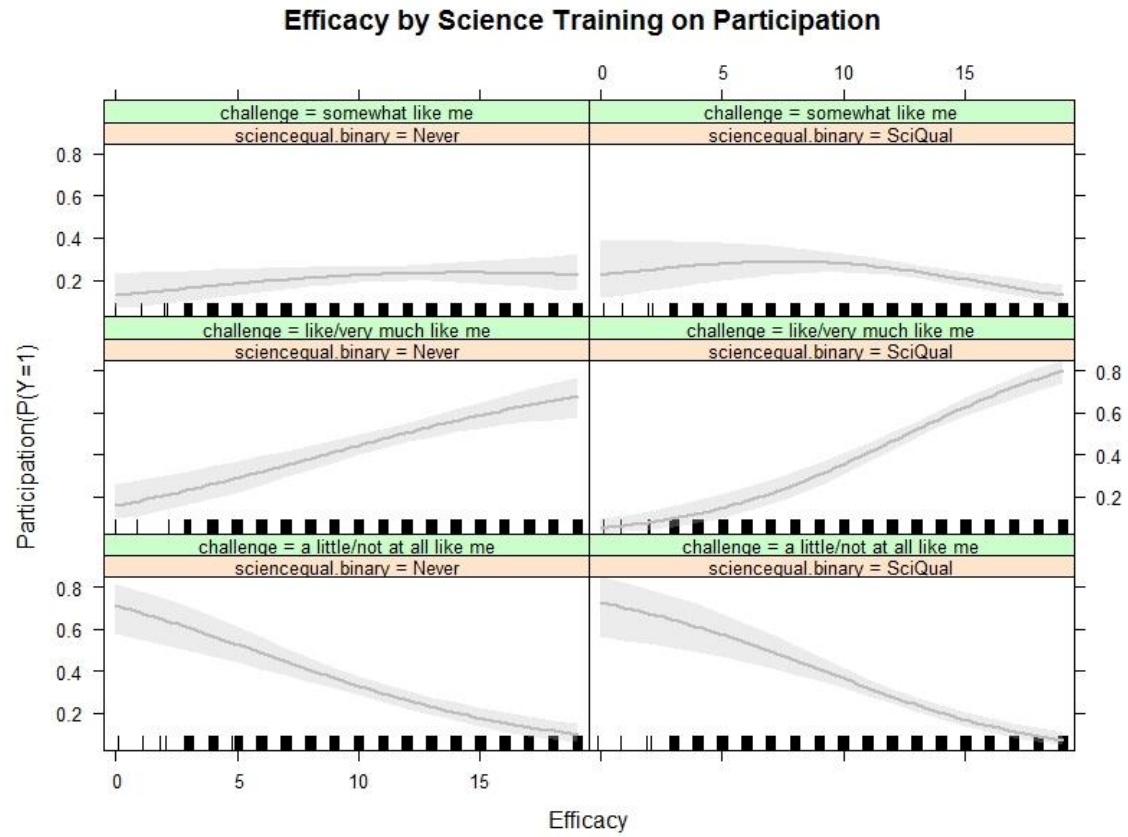 Efficacy by Science Training on Participation
0 5 10 15
challenge = somewhat like me challenge = somewhat like me
sciencequal.binary = Never sciencequal.binary = SciQual
0.8
0.6
0.4
0.2
challenge = like/very much like me challenge = like/very much like me
sciencequal.binary = Never sciencequal.binary = SciQual
0.8
0.6
0.4
0.2
challenge = a little/not at all like me challenge = a little/not at all like me
sciencequal.binary = Never sciencequal.binary = SciQual
0.8
0.6
0.4
0.2
0 5 10 15
Participation(P(Y=1)
Efficacy